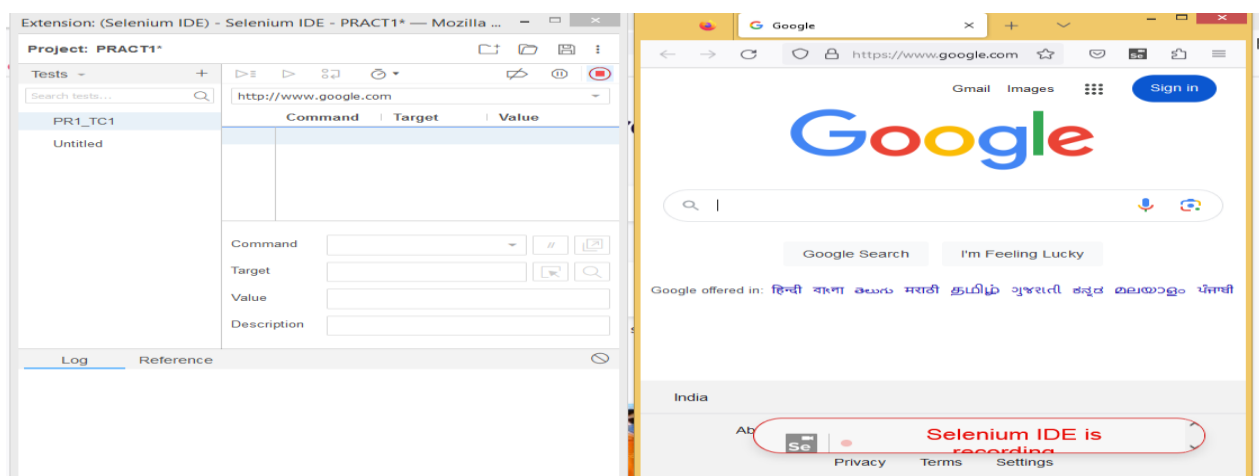 Extension: (Selenium IDE) - Selenium IDE - PRACT1* — Mozilla ...
Project: PRACT1*
Tests
Search tests...
http://www.google.com
Command Target Value
PR1_TC1
Untitled
Command
//
Target
Value
Description
Log Reference
Google
https://www.google.com
Se
Gmail Images
Sign in
Google
Google Search I'm Feeling Lucky
Google offered in: हिन्दी বাংলা తెలుగు मराठी தமிழ் ગુજરાતી ಕನ್ನಡ മലയാളം ਪੰਜਾਬੀ
India
Se
Selenium IDE is
recording
Privacy Terms Settings